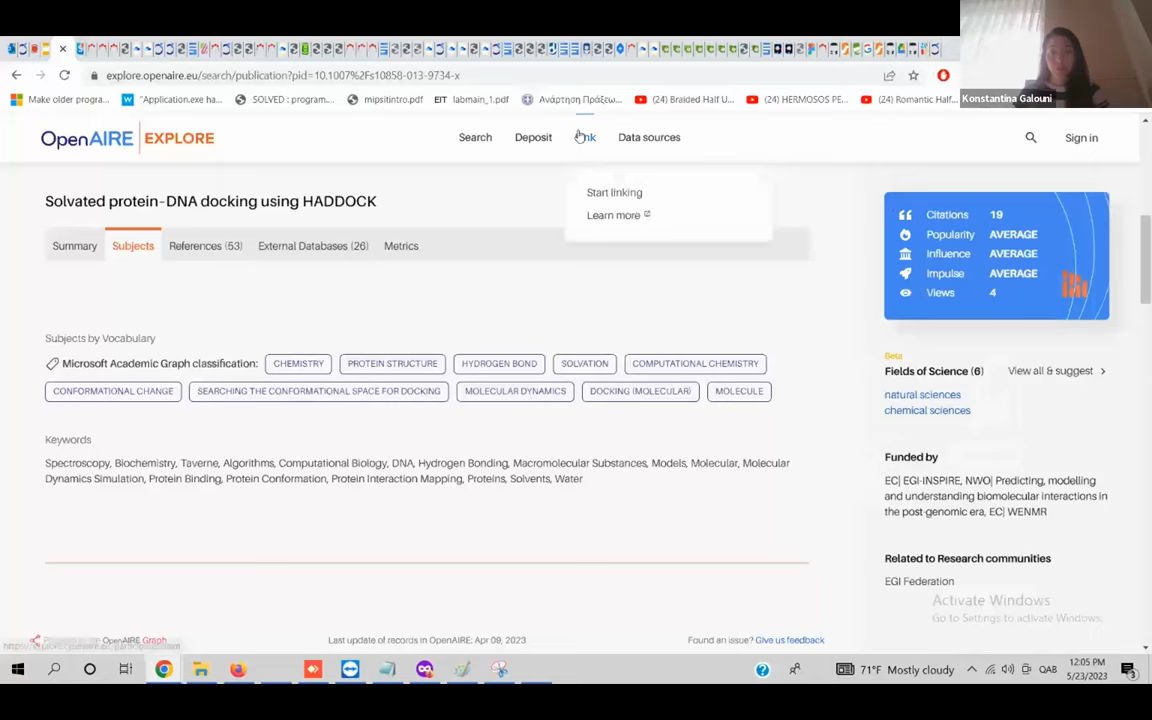 explore.openaire.eu/search/publication?pid=10.1007%2Fs10858-013-9734-x
Make older progra... "Application.exe ha... SOLVED : program... mipsitintro.pdf EIT labmain_1.pdf Ανάρτηση Πράξεω... (24) Braided Half U... (24) HERMOSOS PE... (24) Romantic Half...
Konstantina Galouni
OpenAIRE EXPLORE
Search Deposit Link Data sources Sign in
Start linking
Learn more
Solvated protein-DNA docking using HADDOCK
Summary Subjects References (53) External Databases (26) Metrics
Subjects by Vocabulary
Microsoft Academic Graph classification: CHEMISTRY PROTEIN STRUCTURE HYDROGEN BOND SOLVATION COMPUTATIONAL CHEMISTRY
CONFORMATIONAL CHANGE SEARCHING THE CONFORMATIONAL SPACE FOR DOCKING MOLECULAR DYNAMICS DOCKING (MOLECULAR) MOLECULE
Keywords
Spectroscopy, Biochemistry, Taverne, Algorithms, Computational Biology, DNA, Hydrogen Bonding, Macromolecular Substances, Models, Molecular, Molecular
Dynamics Simulation, Protein Binding, Protein Conformation, Protein Interaction Mapping, Proteins, Solvents, Water
Citations 19
Popularity AVERAGE
Influence AVERAGE
Impulse AVERAGE
Views 4
Beta
Fields of Science (6) View all & suggest
natural sciences
chemical sciences
Funded by
EC| EGI-INSPIRE, NWO| Predicting, modelling
and understanding biomolecular interactions in
the post-genomic era, EC| WENMR
Related to Research communities
EGI Federation
Activate Windows
Go to Settings to activate Windows.
OpenAIRE Graph Last update of records in OpenAIRE: Apr 09, 2023 Found an issue? Give us feedback
71°F Mostly cloudy QAB 12:05 PM
5/23/2023